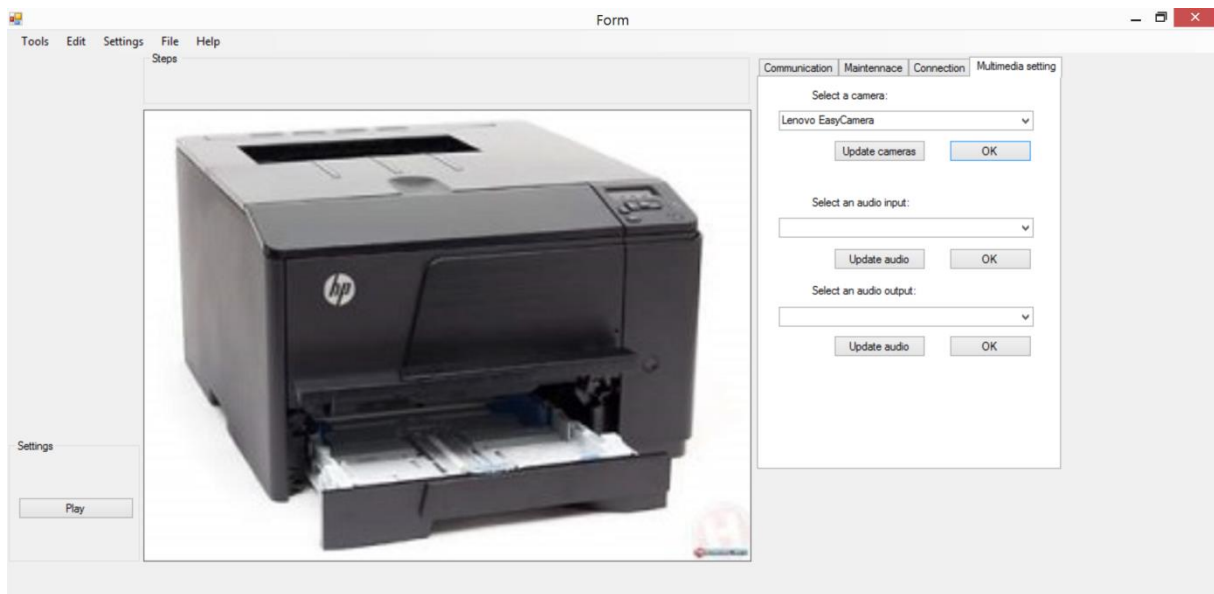 Form
Tools Edit Settings File Help
Steps
Communication Maintennace Connection Multimedia setting
Select a camera:
Lenovo EasyCamera
Update cameras OK
Select an audio input:
Update audio OK
Select an audio output:
Update audio OK
hp
Settings
Play